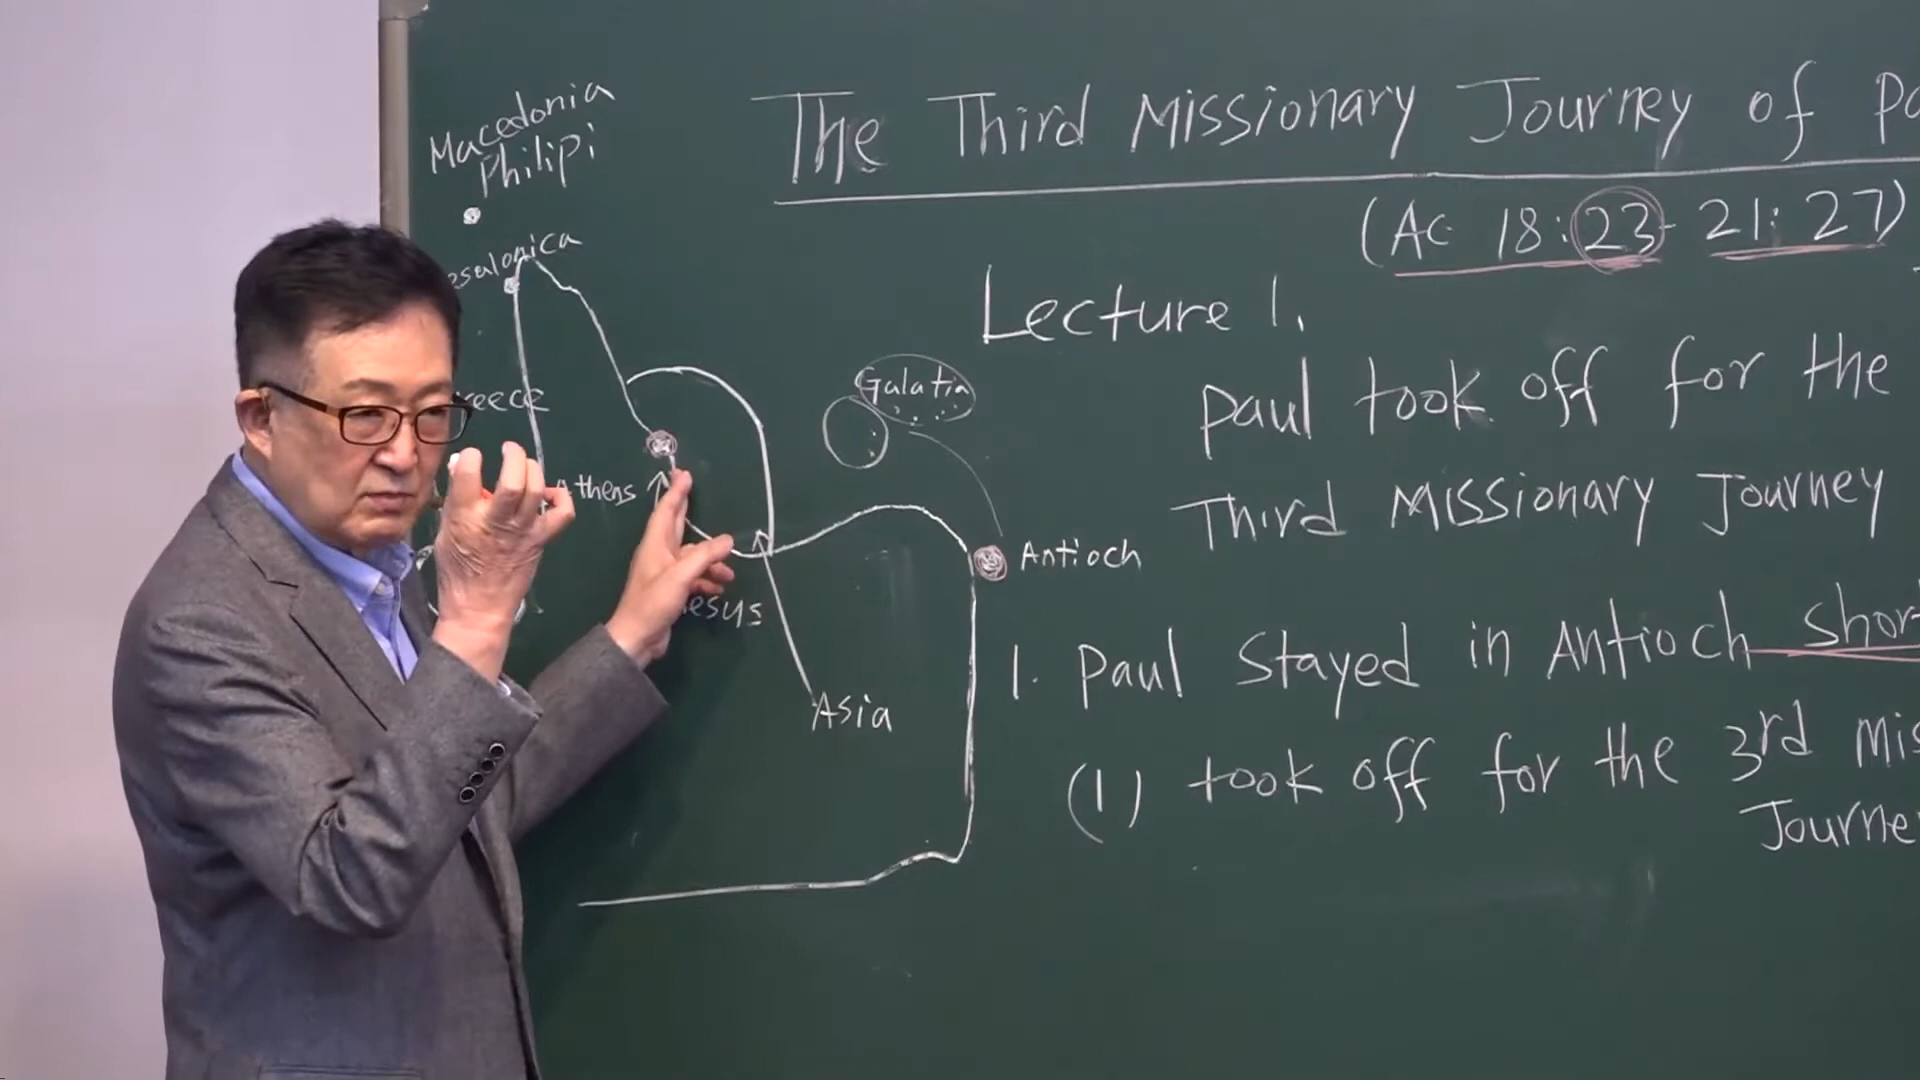 The Third Missionary Journey of Pa
(Ac 18:23-21:27)
Lecture 1.
Paul took off for the
Third Missionary Journey
1. Paul Stayed in Antioch Shor
(1) took off for the 3rd Mis
Journe
Macedonia
Philipi
esalonica
reece
Athens
esus
Asia
Galatia
Antioch